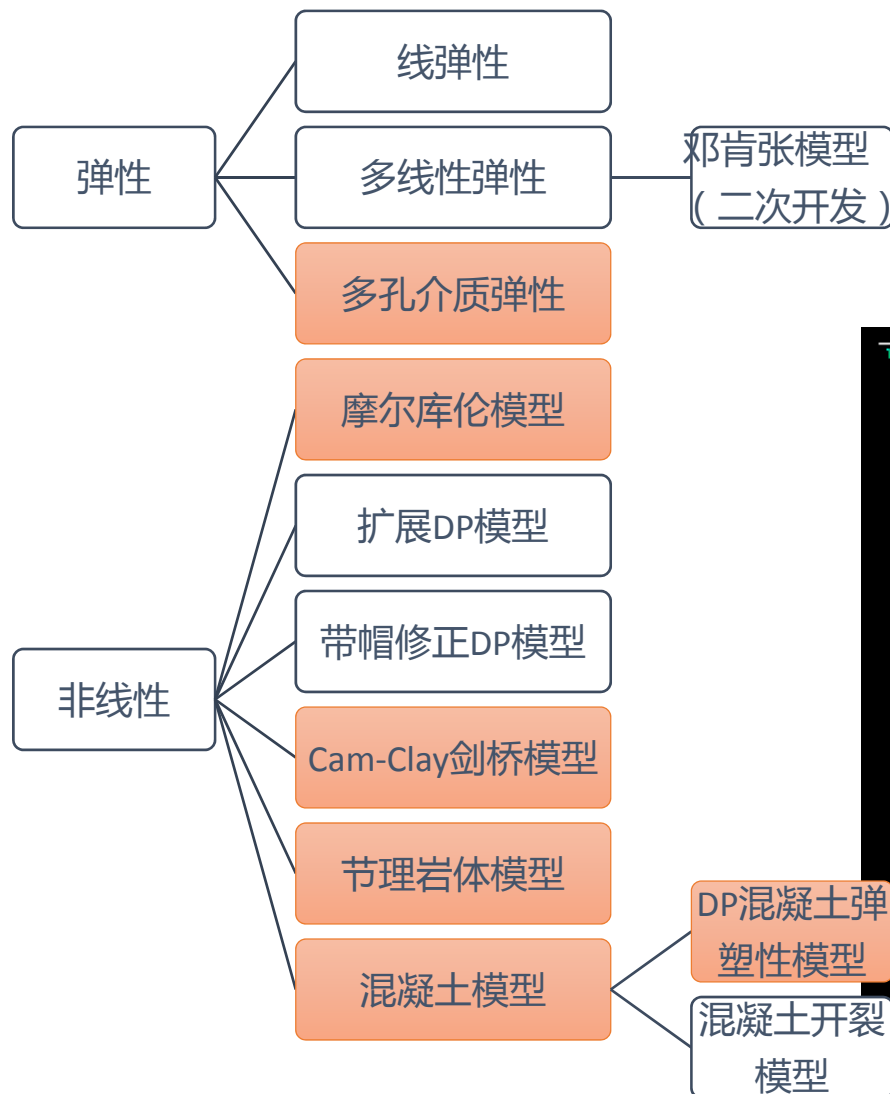 线弹性
弹性
多线性弹性
邓肯张模型
（二次开发）
多孔介质弹性
摩尔库伦模型
扩展DP模型
带帽修正DP模型
非线性
Cam-Clay剑桥模型
节理岩体模型
混凝土模型
DP混凝土弹
塑性模型
混凝土开裂
模型